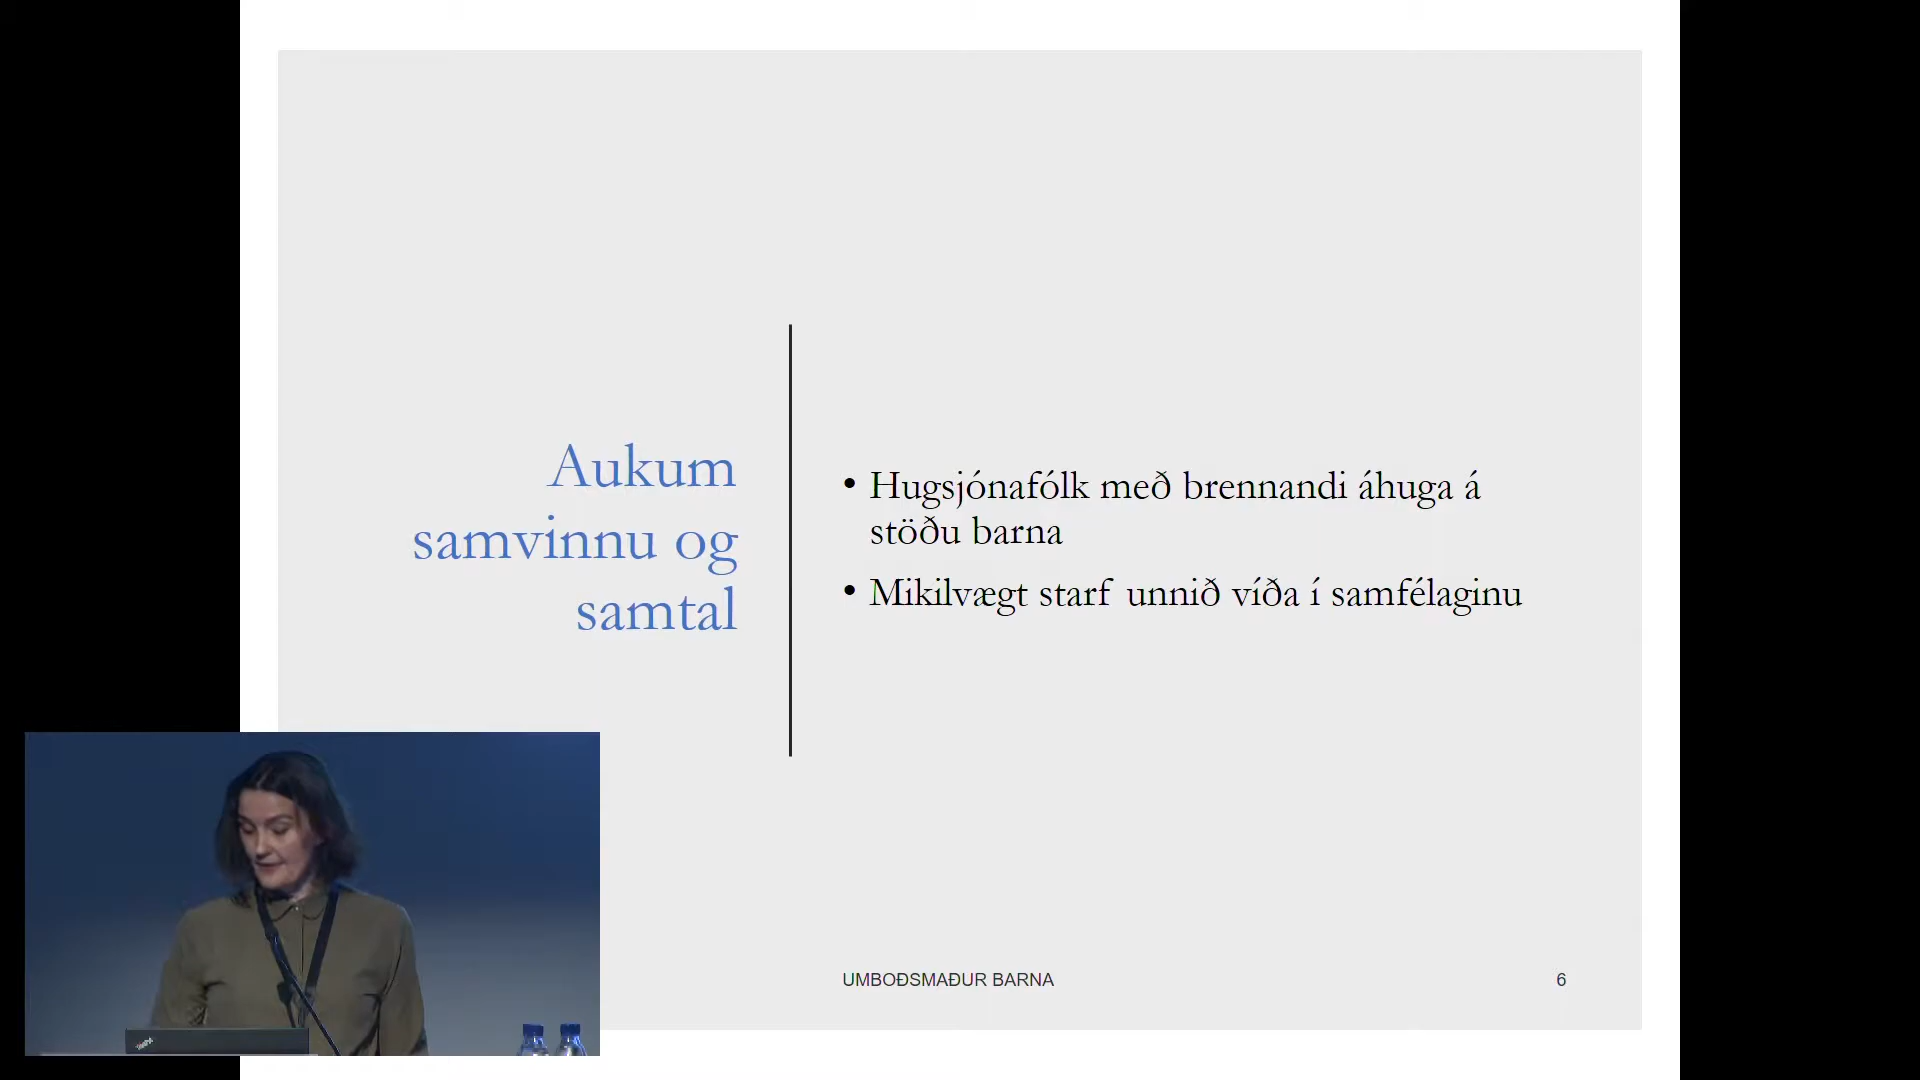 Aukum
samvinnu og
samtal
• Hugsjónafólk með brennandi áhuga á
stöðu barna
• Mikilvægt starf unnið víða í samfélaginu
UMBOÐSMAÐUR BARNA
6